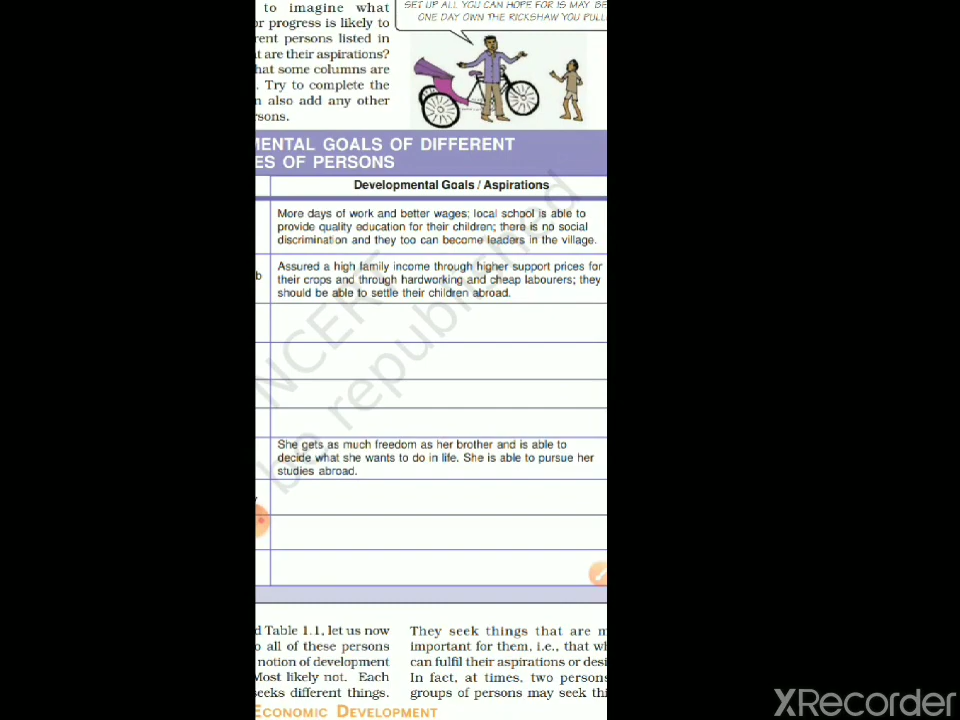 to imagine what
or progress is likely to
rent persons listed in
t are their aspirations?
hat some columns are
. Try to complete the
n also add any other
rsons.
SET UP ALL YOU CAN HOPE FOR IS MAY BE
ONE DAY OWN THE RICKSHAW YOU PULL
MENTAL GOALS OF DIFFERENT
ES OF PERSONS
Developmental Goals / Aspirations
More days of work and better wages; local school is able to
provide quality education for their children; there is no social
discrimination and they too can become leaders in the village.
b
Assured a high family income through higher support prices for
their crops and through hardworking and cheap labourers; they
should be able to settle their children abroad.
She gets as much freedom as her brother and is able to
decide what she wants to do in life. She is able to pursue her
studies abroad.
NCERT
be republished
d Table 1.1, let us now
o all of these persons
notion of development
Most likely not. Each
seeks different things.
They seek things that are m
important for them, i.e., that wh
can fulfil their aspirations or desi
In fact, at times, two persons
groups of persons may seek thi
ECONOMIC DEVELOPMENT
XRecorder